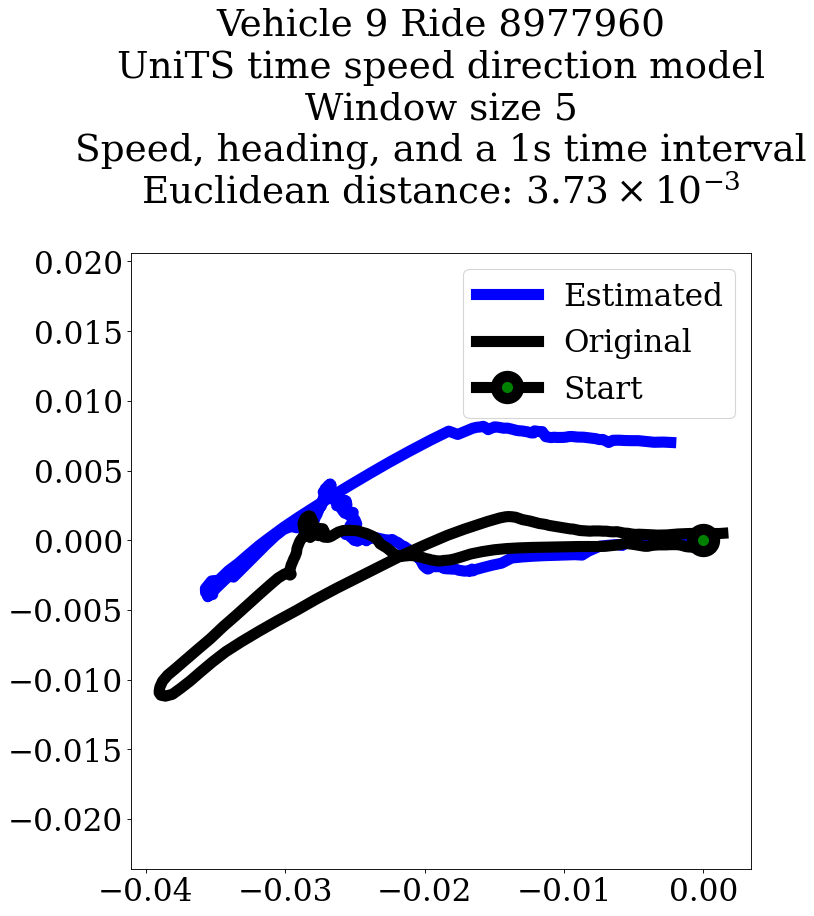 Vehicle 9 Ride 8977960
UniTS time speed direction model
Window size 5
Speed, heading, and a 1s time interval
Euclidean distance: 3.73 × 10⁻³
0.020
0.015
0.010
0.005
0.000
−0.005
−0.010
−0.015
−0.020
Estimated
Original
Start
−0.04 −0.03 −0.02 −0.01 0.00